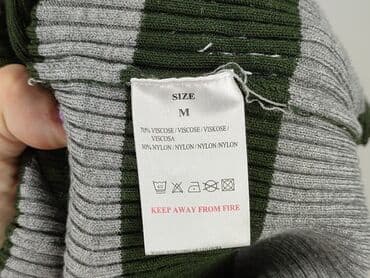 SIZE
M
70% VISCOSE / VISCOSE / VISKOSE /
VISCOSA
30% NYLON / NYLON / NYLON / NYLON
KEEP AWAY FROM FIRE